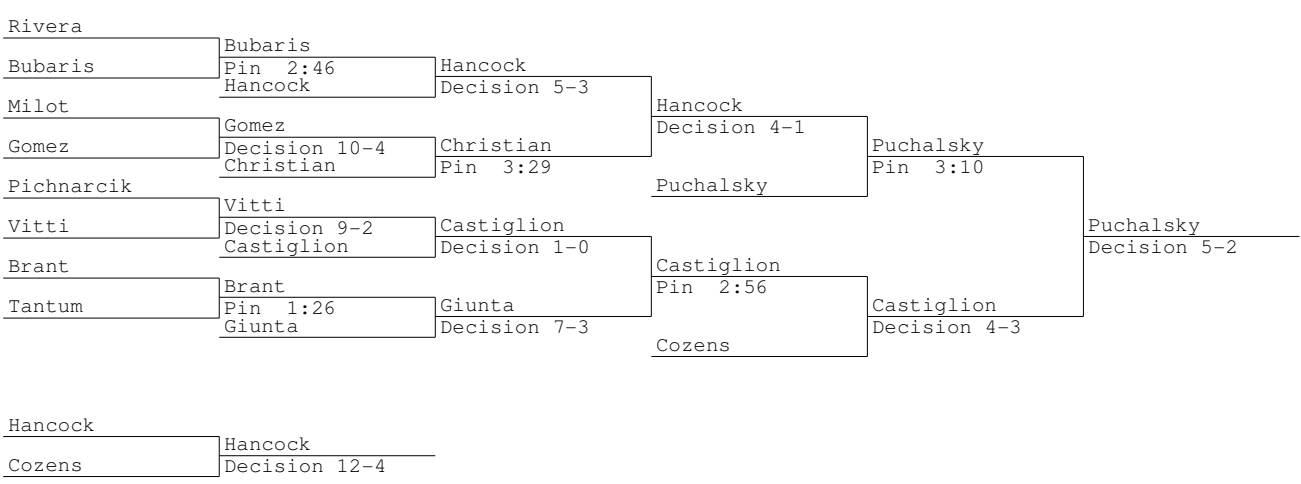 Rivera
Bubaris
Bubaris
Pin  2:46
Hancock
Hancock
Decision 5-3
Milot
Gomez
Gomez
Decision 10-4
Christian
Christian
Pin  3:29
Hancock
Decision 4-1
Puchalsky
Puchalsky
Pin  3:10
Pichnarcik
Vitti
Vitti
Decision 9-2
Castiglion
Castiglion
Decision 1-0
Brant
Tantum
Brant
Pin  1:26
Giunta
Giunta
Decision 7-3
Castiglion
Pin  2:56
Cozens
Castiglion
Decision 4-3
Puchalsky
Decision 5-2
Hancock
Cozens
Hancock
Decision 12-4